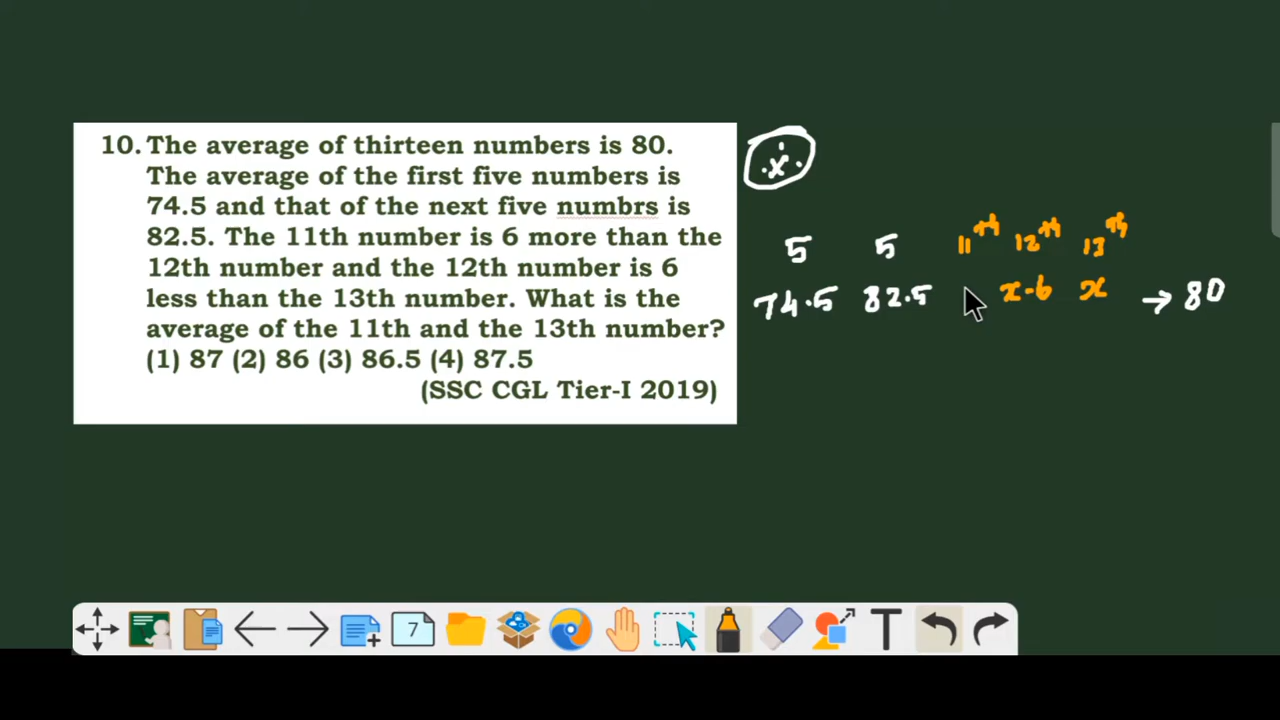 10. The average of thirteen numbers is 80.
The average of the first five numbers is
74.5 and that of the next five numbrs is
82.5. The 11th number is 6 more than the
12th number and the 12th number is 6
less than the 13th number. What is the
average of the 11th and the 13th number?
(1) 87 (2) 86 (3) 86.5 (4) 87.5
(SSC CGL Tier-I 2019)
x
5 5 11th 12th 13th
74.5 82.5 x-6 x → 80
7
T